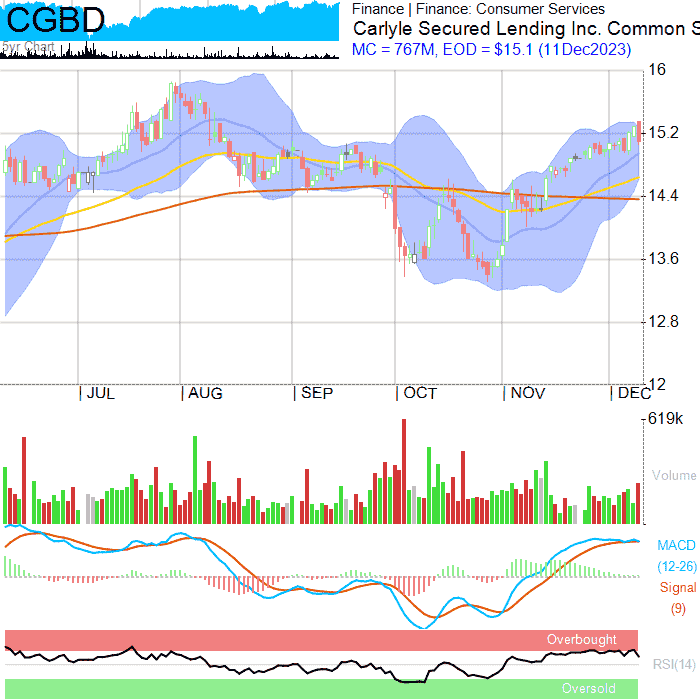 CGBD
5yr Chart
Finance | Finance: Consumer Services
Carlyle Secured Lending Inc. Common S
MC = 767M, EOD = $15.1 (11Dec2023)
16
15.2
14.4
13.6
12.8
12
| JUL | AUG | SEP | OCT | NOV | DEC
619k
Volume
MACD
(12-26)
Signal
(9)
Overbought
RSI(14)
Oversold